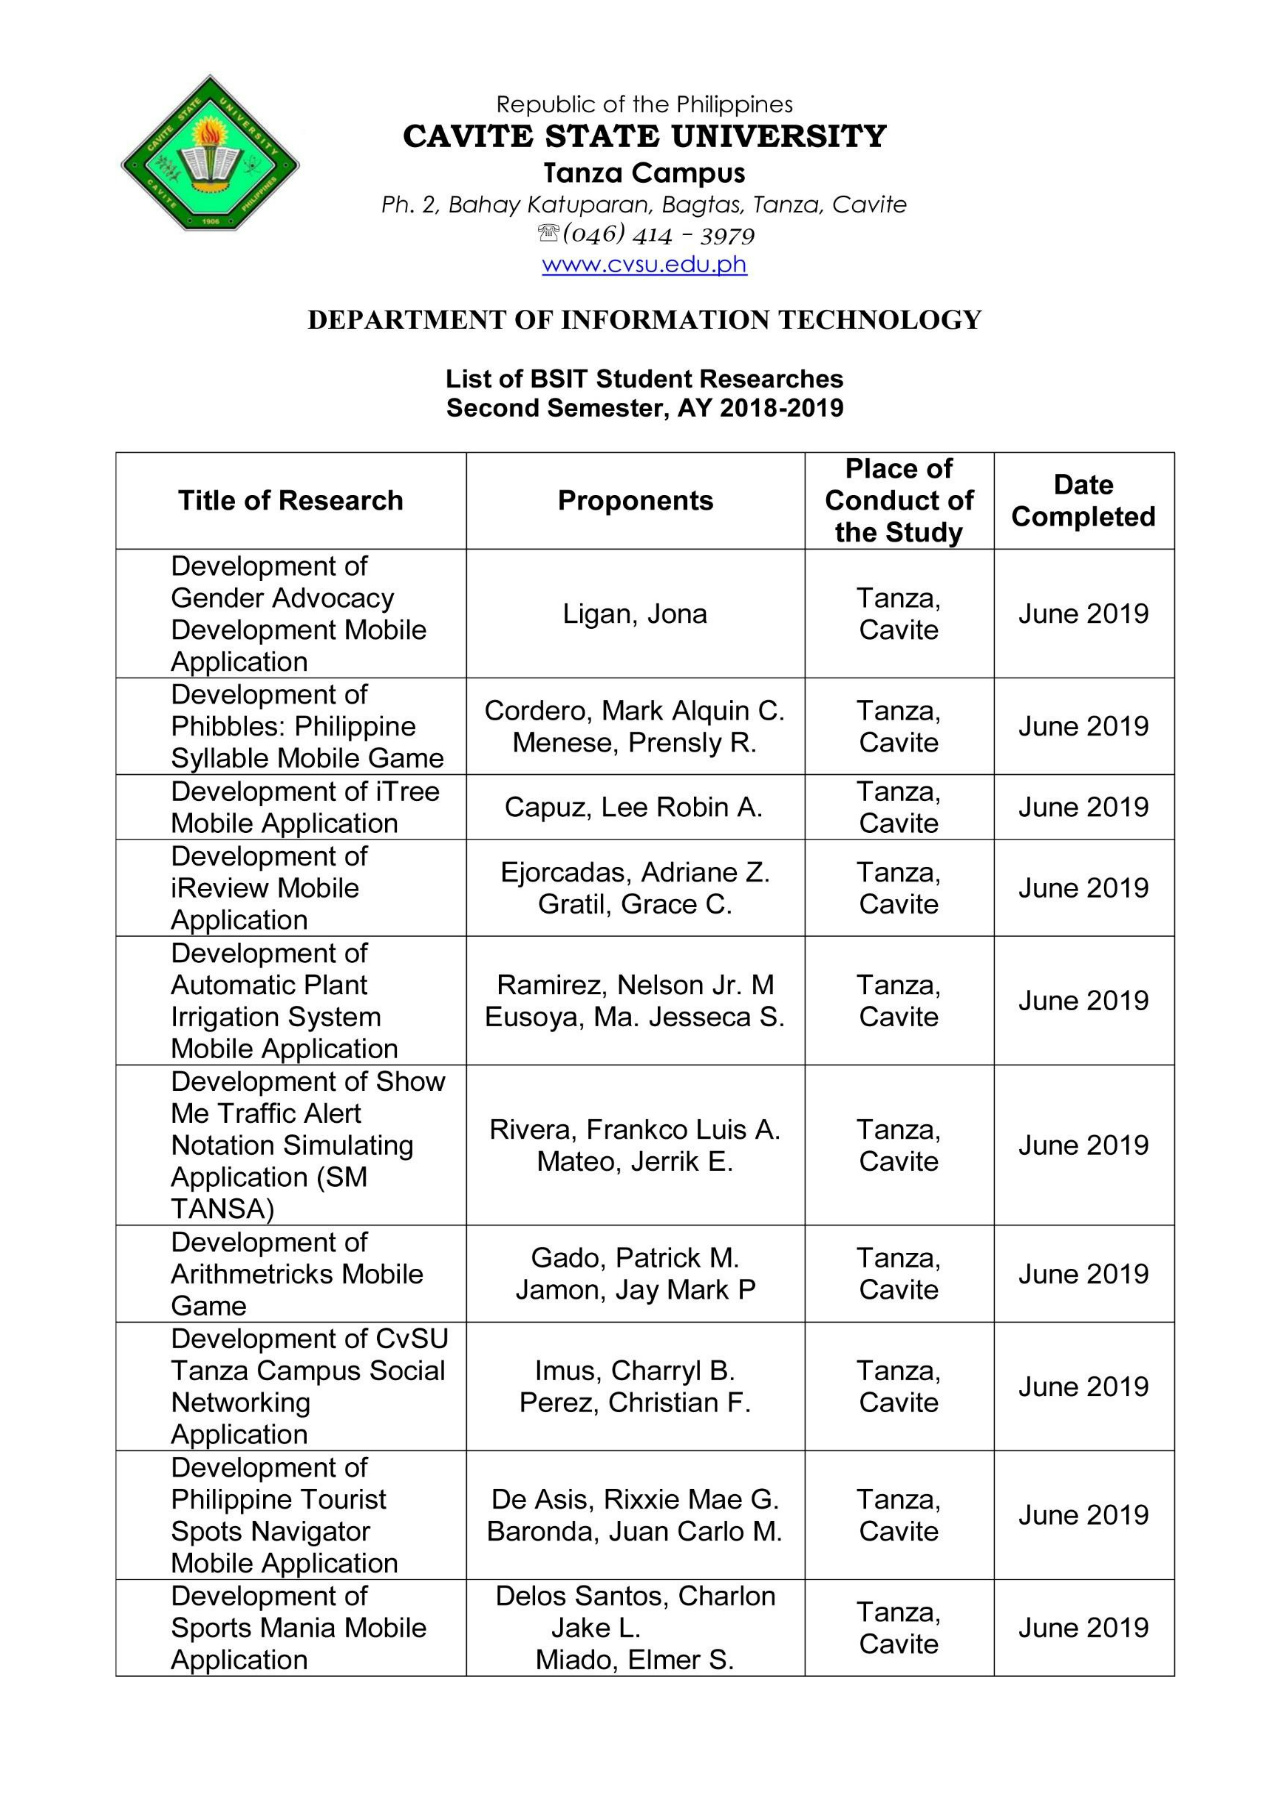 CAVITE STATE UNIVERSITY
CAVITE
PHILIPPINES
1906
Republic of the Philippines
CAVITE STATE UNIVERSITY
Tanza Campus
Ph. 2, Bahay Katuparan, Bagtas, Tanza, Cavite
☏(046) 414 – 3979
www.cvsu.edu.ph
DEPARTMENT OF INFORMATION TECHNOLOGY
List of BSIT Student Researches
Second Semester, AY 2018-2019
Title of Research
Proponents
Place of
Conduct of
the Study
Date
Completed
Development of
Gender Advocacy
Development Mobile
Application
Ligan, Jona
Tanza,
Cavite
June 2019
Development of
Phibbles: Philippine
Syllable Mobile Game
Cordero, Mark Alquin C.
Menese, Prensly R.
Tanza,
Cavite
June 2019
Development of iTree
Mobile Application
Capuz, Lee Robin A.
Tanza,
Cavite
June 2019
Development of
iReview Mobile
Application
Ejorcadas, Adriane Z.
Gratil, Grace C.
Tanza,
Cavite
June 2019
Development of
Automatic Plant
Irrigation System
Mobile Application
Ramirez, Nelson Jr. M
Eusoya, Ma. Jesseca S.
Tanza,
Cavite
June 2019
Development of Show
Me Traffic Alert
Notation Simulating
Application (SM
TANSA)
Rivera, Frankco Luis A.
Mateo, Jerrik E.
Tanza,
Cavite
June 2019
Development of
Arithmetricks Mobile
Game
Gado, Patrick M.
Jamon, Jay Mark P
Tanza,
Cavite
June 2019
Development of CvSU
Tanza Campus Social
Networking
Application
Imus, Charryl B.
Perez, Christian F.
Tanza,
Cavite
June 2019
Development of
Philippine Tourist
Spots Navigator
Mobile Application
De Asis, Rixxie Mae G.
Baronda, Juan Carlo M.
Tanza,
Cavite
June 2019
Development of
Sports Mania Mobile
Application
Delos Santos, Charlon
Jake L.
Miado, Elmer S.
Tanza,
Cavite
June 2019